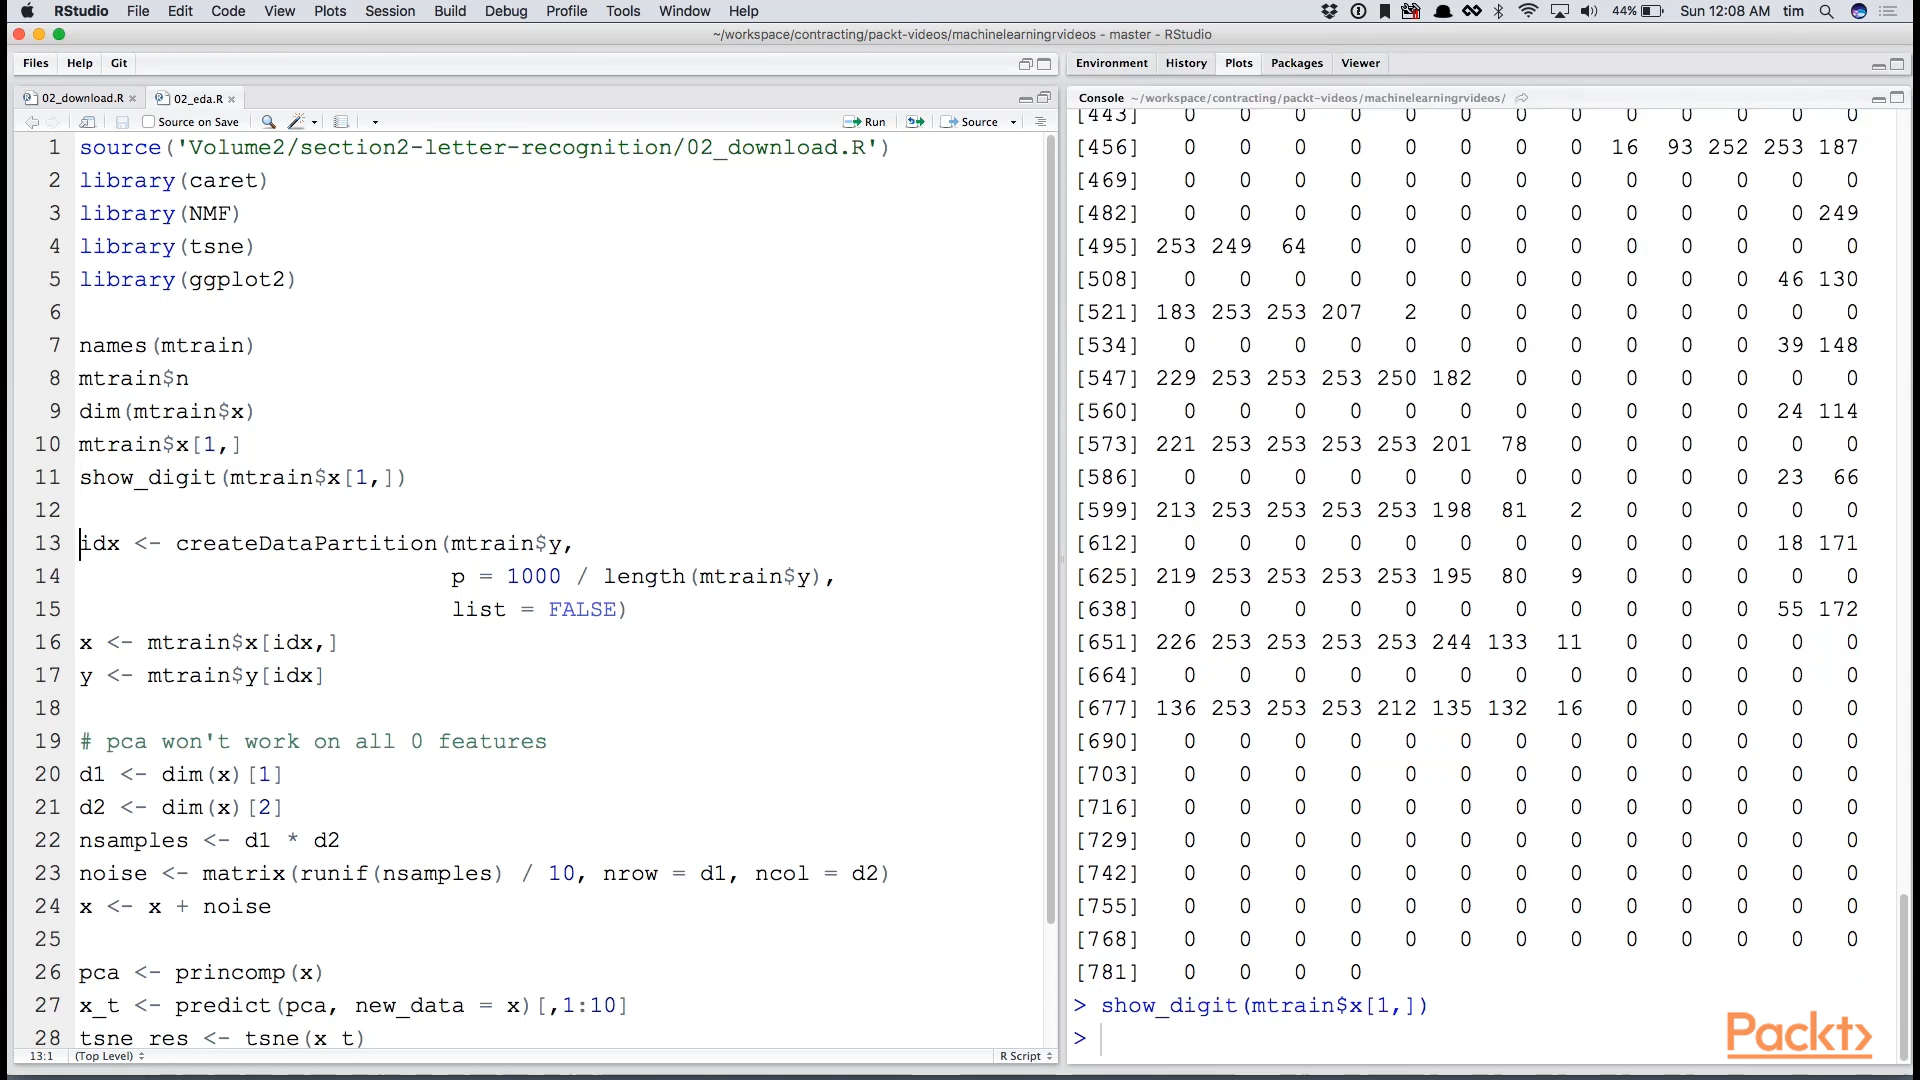 RStudio File Edit Code View Plots Session Build Debug Profile Tools Window Help 44% Sun 12:08 AM tim
~/workspace/contracting/packt-videos/machinelearningrvideos - master - RStudio
Files Help Git
02_download.R 02_eda.R
Source on Save Run Source
1 source('Volume2/section2-letter-recognition/02_download.R')
2 library(caret)
3 library(NMF)
4 library(tsne)
5 library(ggplot2)
6
7 names(mtrain)
8 mtrain$n
9 dim(mtrain$x)
10 mtrain$x[1,]
11 show_digit(mtrain$x[1,])
12
13 idx <- createDataPartition(mtrain$y,
14 p = 1000 / length(mtrain$y),
15 list = FALSE)
16 x <- mtrain$x[idx,]
17 y <- mtrain$y[idx]
18
19 # pca won't work on all 0 features
20 d1 <- dim(x)[1]
21 d2 <- dim(x)[2]
22 nsamples <- d1 * d2
23 noise <- matrix(runif(nsamples) / 10, nrow = d1, ncol = d2)
24 x <- x + noise
25
26 pca <- princomp(x)
27 x_t <- predict(pca, new_data = x)[,1:10]
28 tsne_res <- tsne(x_t)
13:1 (Top Level) R Script
Environment History Plots Packages Viewer
Console ~/workspace/contracting/packt-videos/machinelearningrvideos/
[443] 0 0 0 0 0 0 0 0 0 0 0 0 0
[456] 0 0 0 0 0 0 0 0 16 93 252 253 187
[469] 0 0 0 0 0 0 0 0 0 0 0 0 0
[482] 0 0 0 0 0 0 0 0 0 0 0 0 249
[495] 253 249 64 0 0 0 0 0 0 0 0 0 0
[508] 0 0 0 0 0 0 0 0 0 0 0 46 130
[521] 183 253 253 207 2 0 0 0 0 0 0 0 0
[534] 0 0 0 0 0 0 0 0 0 0 0 39 148
[547] 229 253 253 253 250 182 0 0 0 0 0 0 0
[560] 0 0 0 0 0 0 0 0 0 0 0 24 114
[573] 221 253 253 253 253 201 78 0 0 0 0 0 0
[586] 0 0 0 0 0 0 0 0 0 0 0 23 66
[599] 213 253 253 253 253 198 81 2 0 0 0 0 0
[612] 0 0 0 0 0 0 0 0 0 0 0 18 171
[625] 219 253 253 253 253 195 80 9 0 0 0 0 0
[638] 0 0 0 0 0 0 0 0 0 0 0 55 172
[651] 226 253 253 253 253 244 133 11 0 0 0 0 0
[664] 0 0 0 0 0 0 0 0 0 0 0 0 0
[677] 136 253 253 253 212 135 132 16 0 0 0 0 0
[690] 0 0 0 0 0 0 0 0 0 0 0 0 0
[703] 0 0 0 0 0 0 0 0 0 0 0 0 0
[716] 0 0 0 0 0 0 0 0 0 0 0 0 0
[729] 0 0 0 0 0 0 0 0 0 0 0 0 0
[742] 0 0 0 0 0 0 0 0 0 0 0 0 0
[755] 0 0 0 0 0 0 0 0 0 0 0 0 0
[768] 0 0 0 0 0 0 0 0 0 0 0 0 0
[781] 0 0 0 0
> show_digit(mtrain$x[1,])
>
Packt>